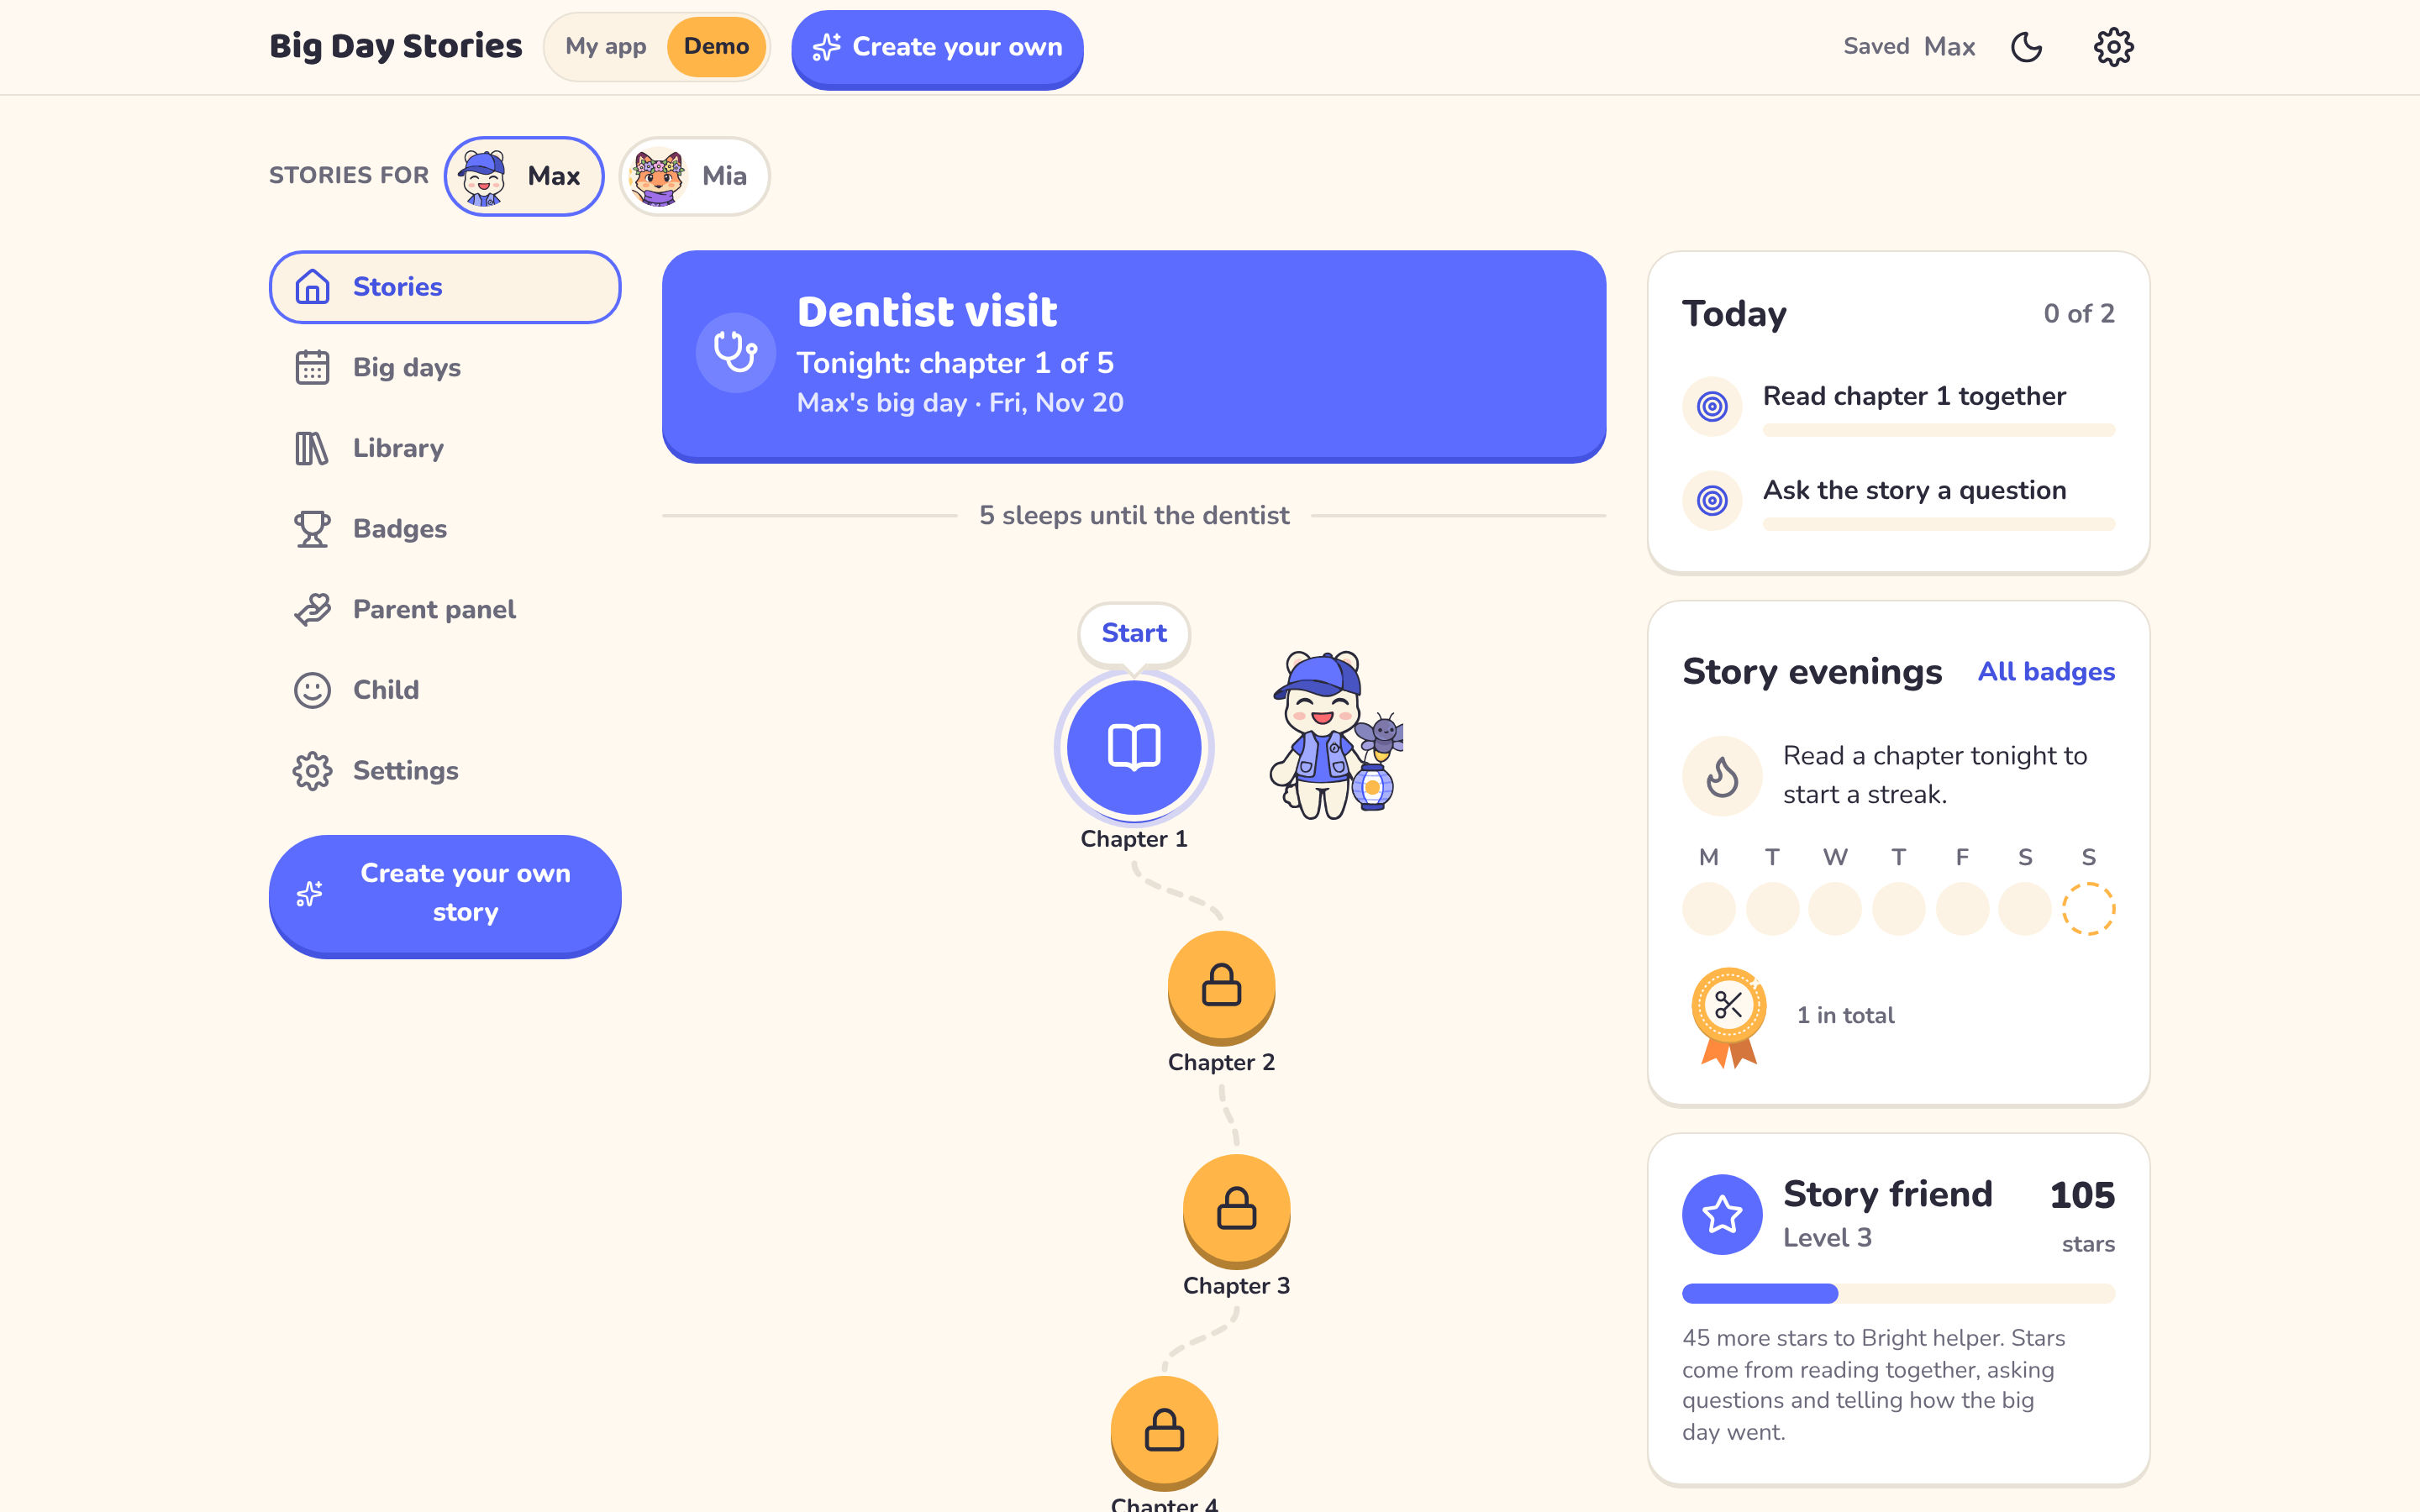 Big Day Stories
My app
Demo
Create your own
Saved
Max
STORIES FOR
Max
Mia
Stories
Big days
Library
Badges
Parent panel
Child
Settings
Create your own
story
Dentist visit
Tonight: chapter 1 of 5
Max's big day · Fri, Nov 20
5 sleeps until the dentist
Start
Chapter 1
Chapter 2
Chapter 3
Chapter 4
Today
0 of 2
Read chapter 1 together
Ask the story a question
Story evenings
All badges
Read a chapter tonight to
start a streak.
M T W T F S S
1 in total
Story friend
105
Level 3
stars
45 more stars to Bright helper. Stars
come from reading together, asking
questions and telling how the big
day went.